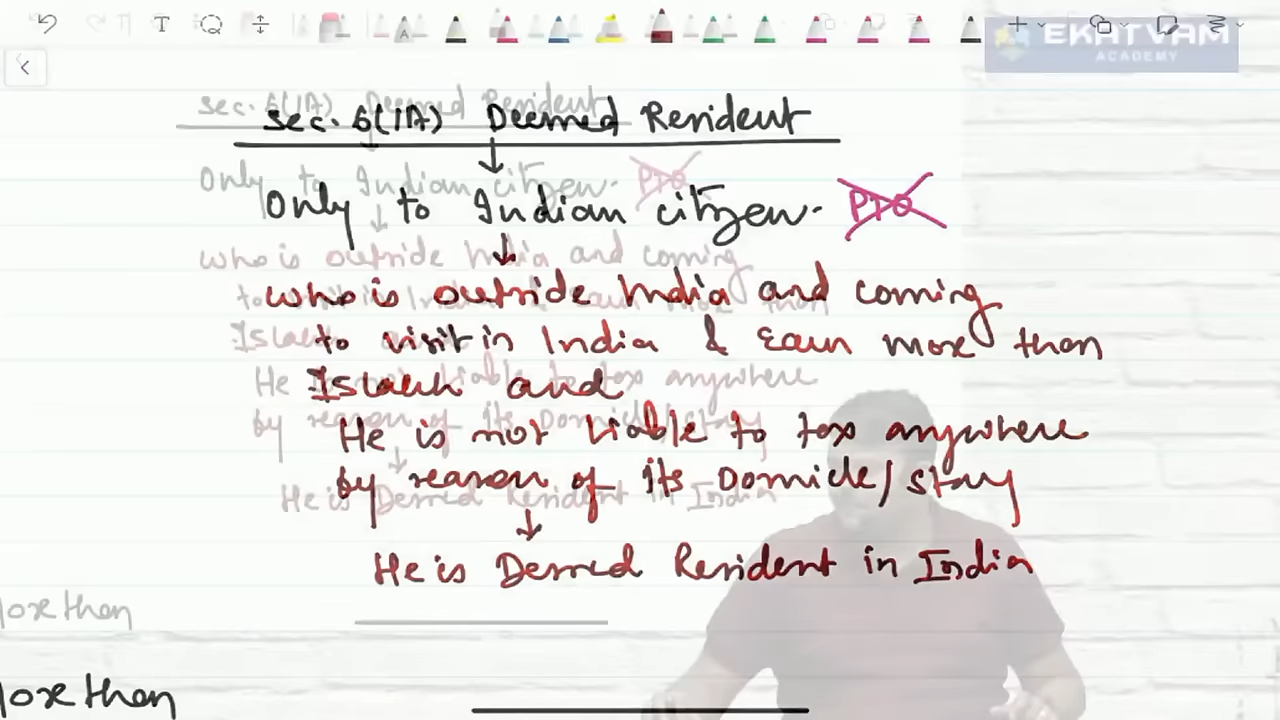 EKATVAM
ACADEMY
sec. 6(1A) Deemed Resident
Only to Indian citizen. PIO
who is outside India and coming
to visit in India & Earn more than
15 lakh and
He is not liable to tax anywhere
by reason of its Domicile/stay
He is Deemed Resident in India
more than
more than